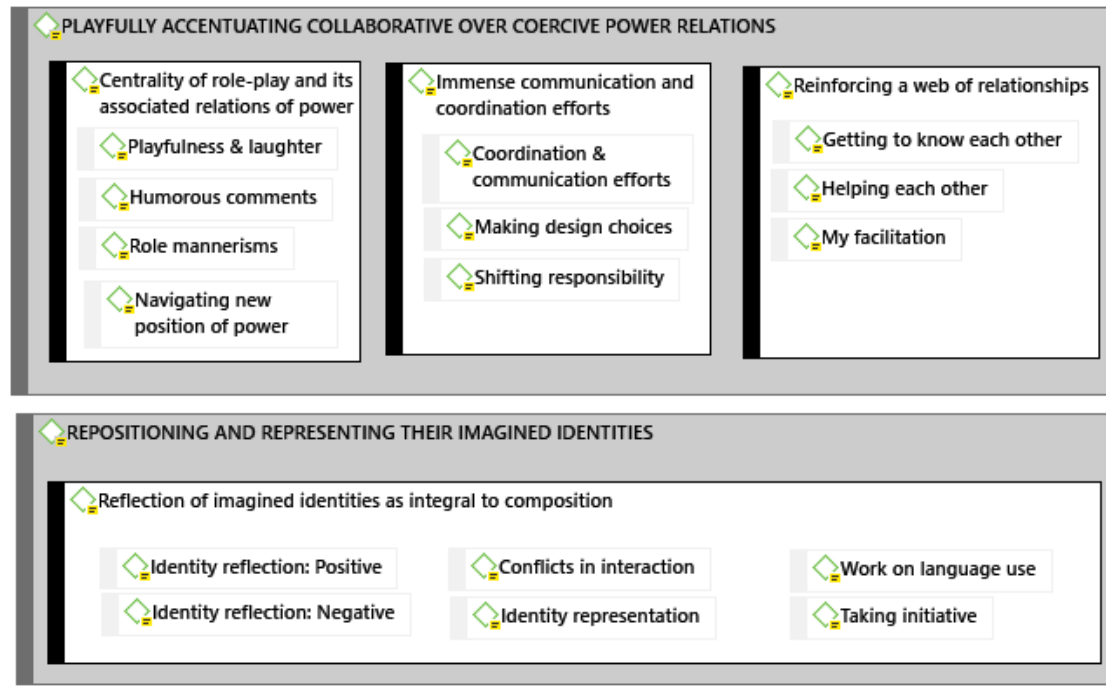 PLAYFULLY ACCENTUATING COLLABORATIVE OVER COERCIVE POWER RELATIONS
Centrality of role-play and its
associated relations of power
Playfulness & laughter
Humorous comments
Role mannerisms
Navigating new
position of power
Immense communication and
coordination efforts
Coordination &
communication efforts
Making design choices
Shifting responsibility
Reinforcing a web of relationships
Getting to know each other
Helping each other
My facilitation
REPOSITIONING AND REPRESENTING THEIR IMAGINED IDENTITIES
Reflection of imagined identities as integral to composition
Identity reflection: Positive
Identity reflection: Negative
Conflicts in interaction
Identity representation
Work on language use
Taking initiative